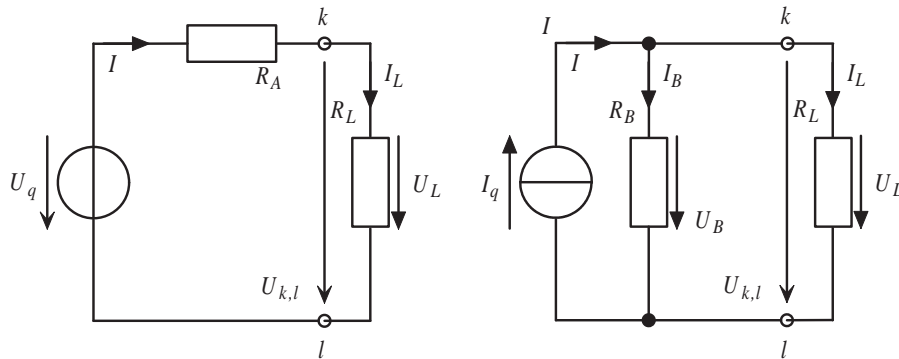 k
I
R_A
I_L
R_L
U_q
U_L
U_{k,l}
l
I
k
I
I_B
I_L
R_B
R_L
I_q
U_L
U_B
U_{k,l}
l